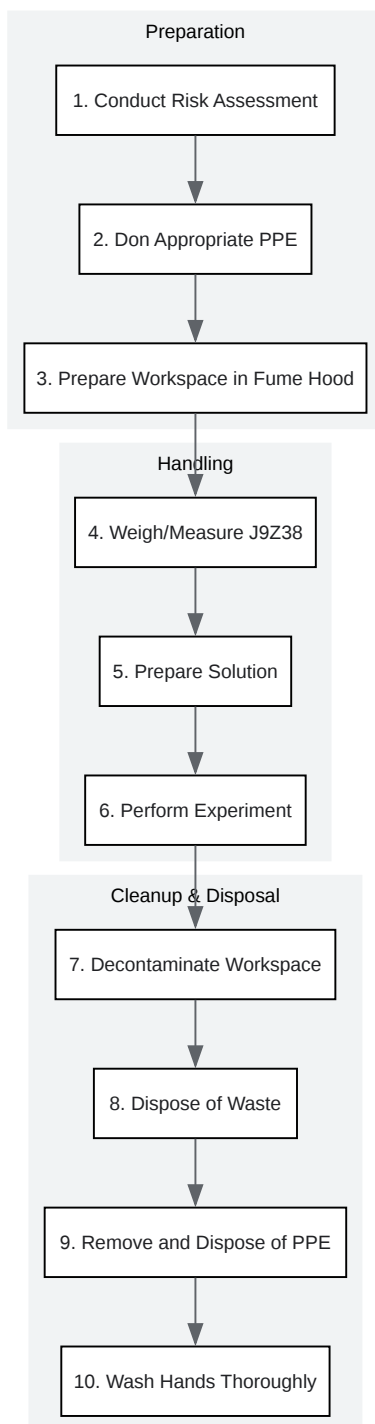 Preparation
1. Conduct Risk Assessment
2. Don Appropriate PPE
3. Prepare Workspace in Fume Hood
Handling
4. Weigh/Measure J9Z38
5. Prepare Solution
6. Perform Experiment
Cleanup & Disposal
7. Decontaminate Workspace
8. Dispose of Waste
9. Remove and Dispose of PPE
10. Wash Hands Thoroughly